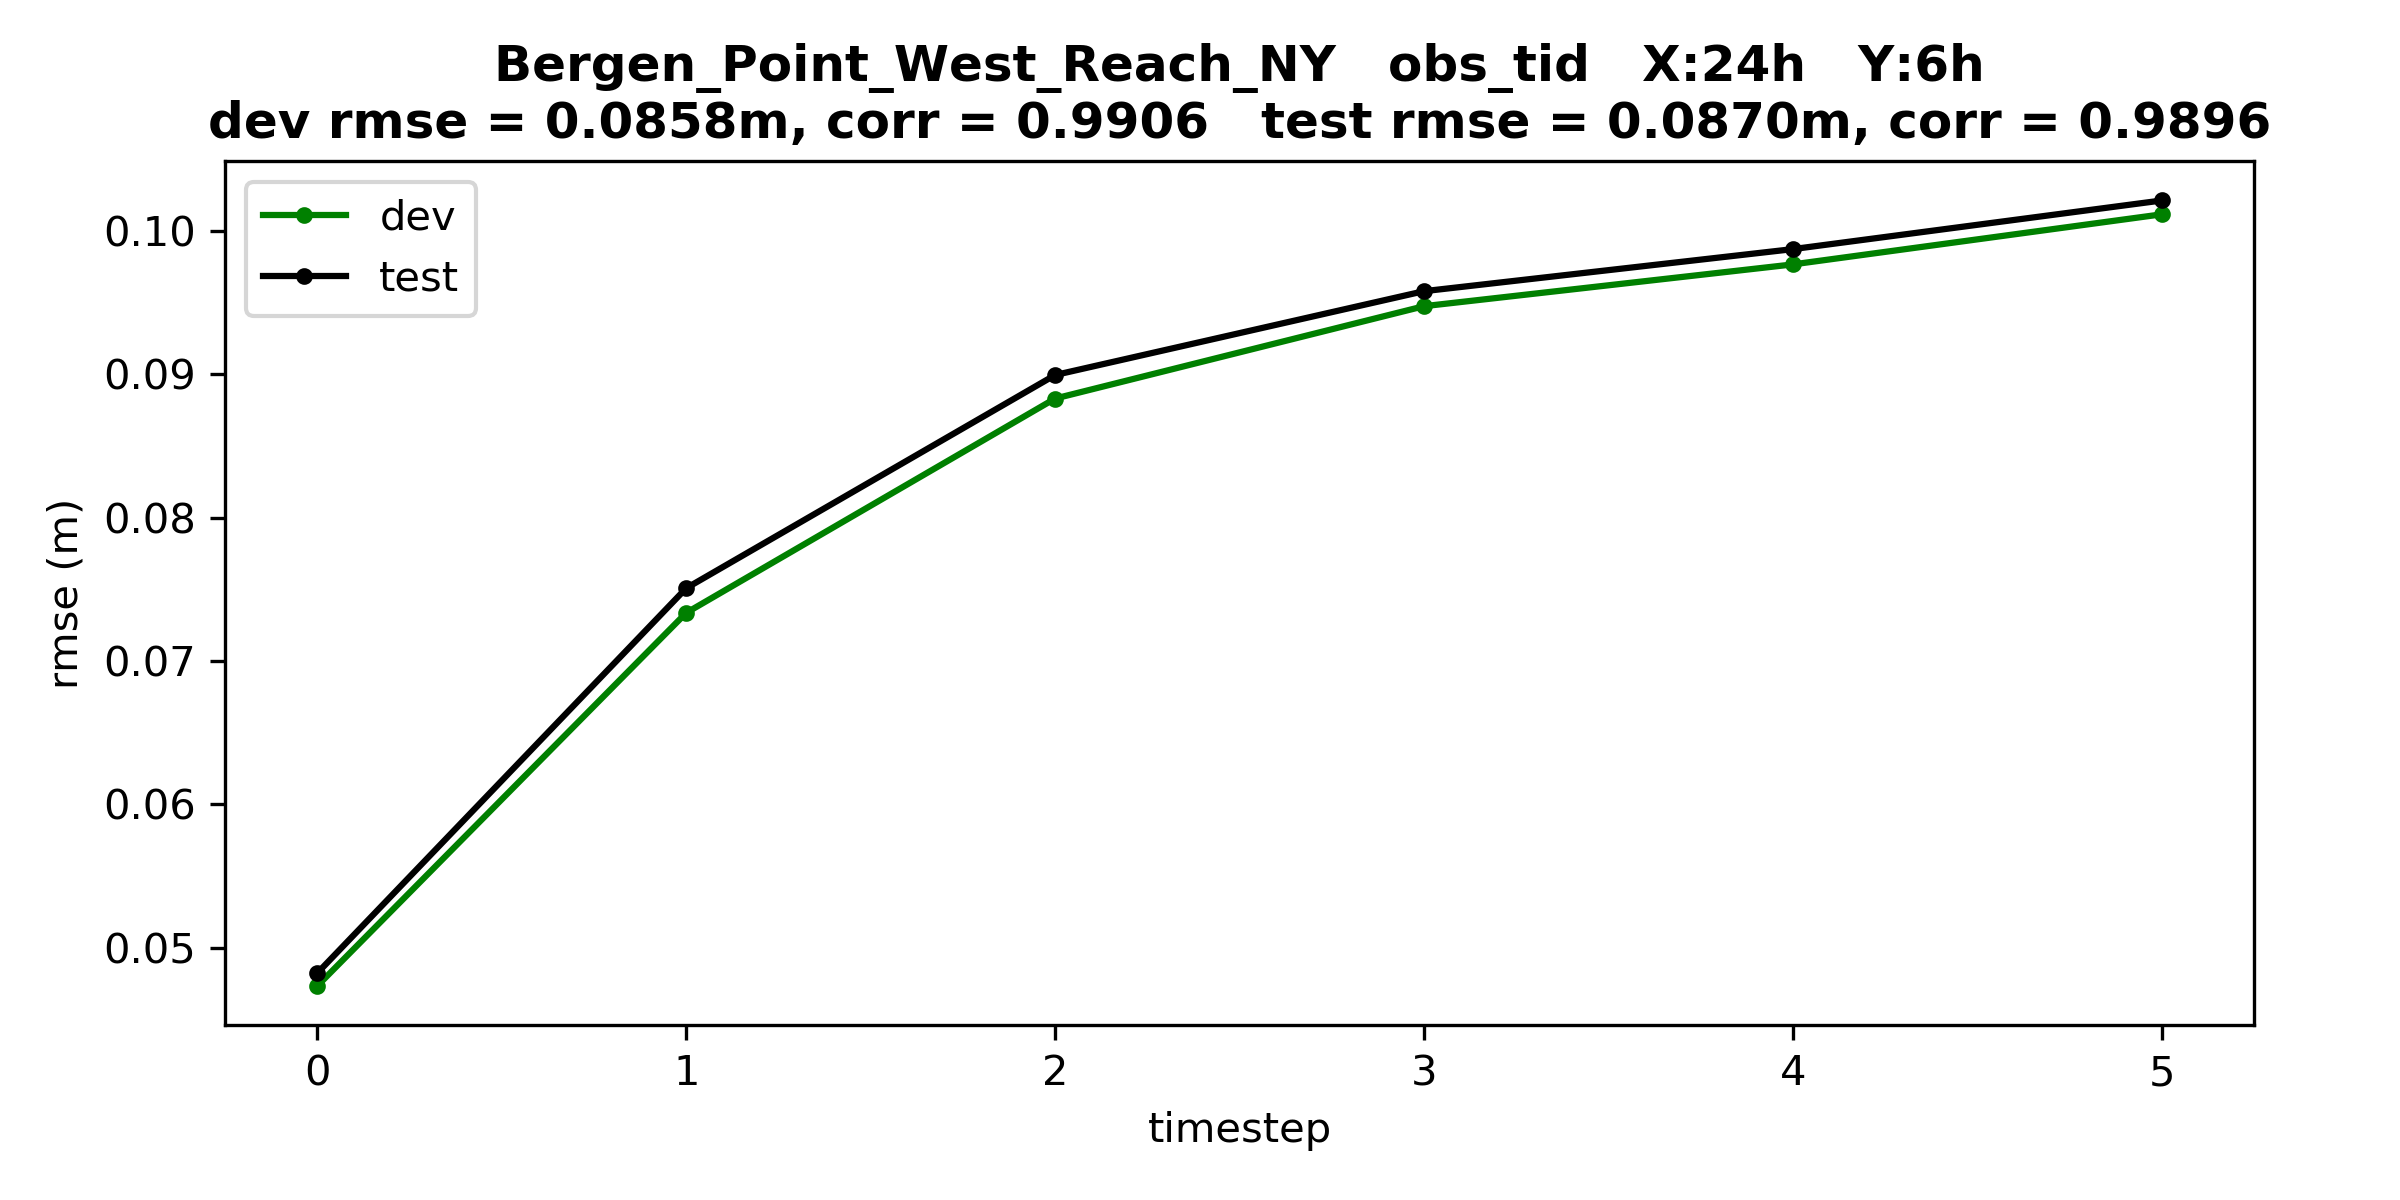 Bergen_Point_West_Reach_NY   obs_tid   X:24h   Y:6h
dev rmse = 0.0858m, corr = 0.9906   test rmse = 0.0870m, corr = 0.9896
dev
test
0.10
0.09
0.08
0.07
0.06
0.05
rmse (m)
0 1 2 3 4 5
timestep